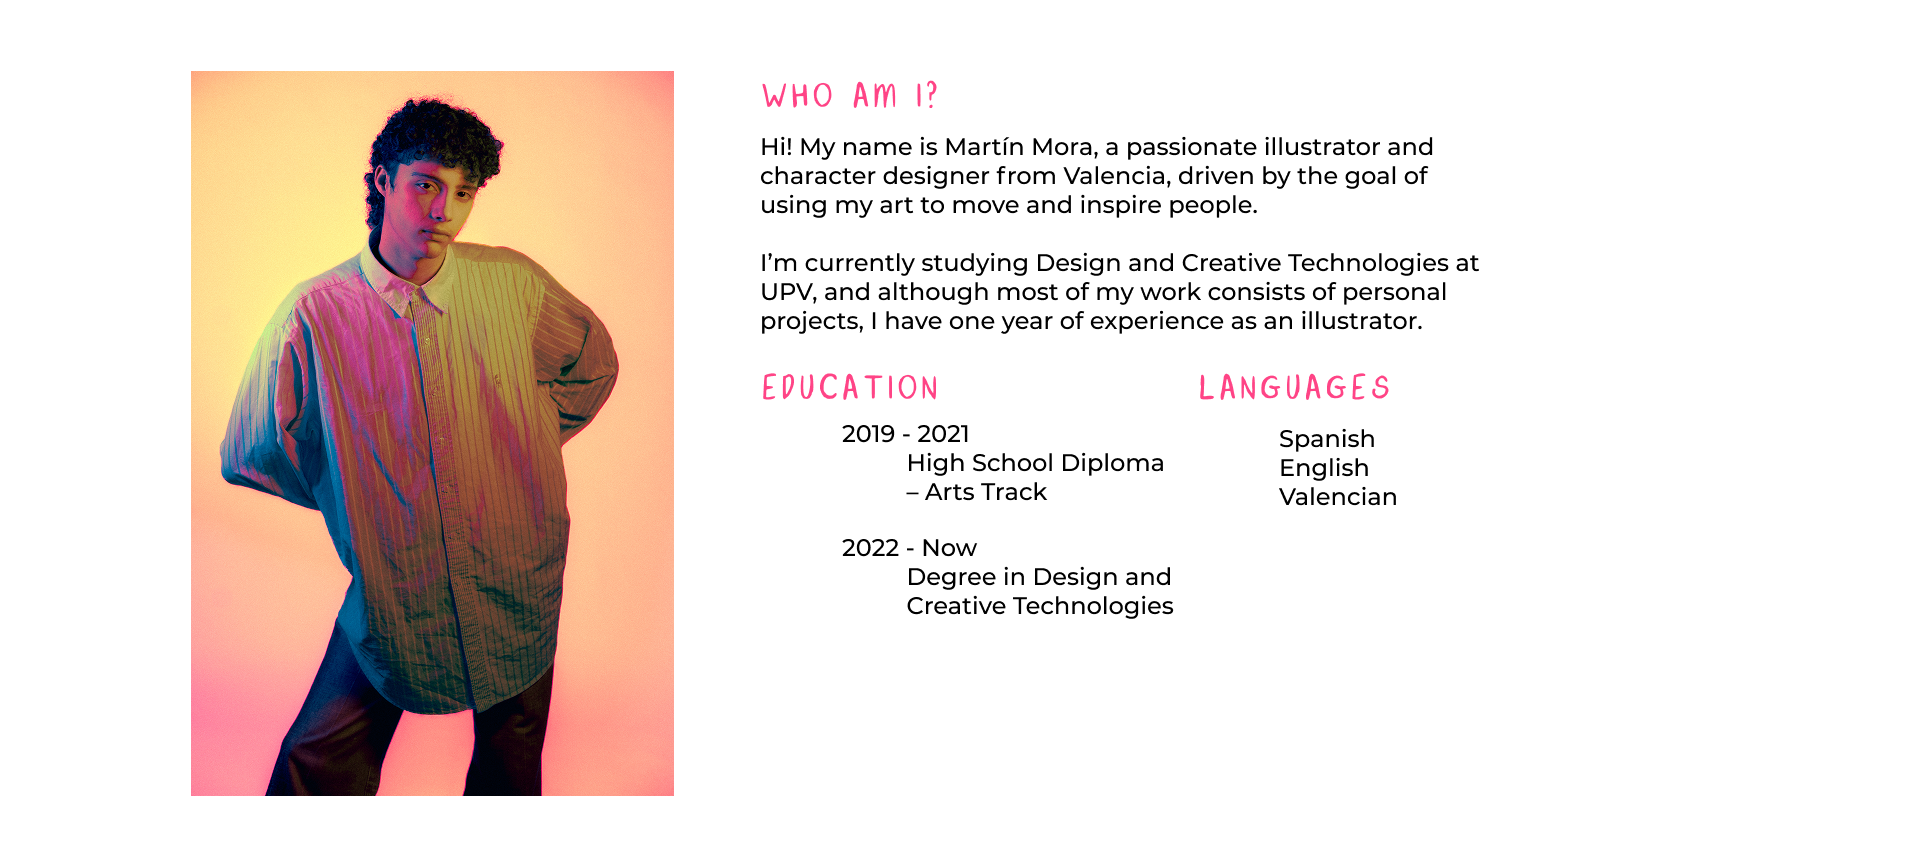 WHO AM I?
Hi! My name is Martín Mora, a passionate illustrator and
character designer from Valencia, driven by the goal of
using my art to move and inspire people.
I’m currently studying Design and Creative Technologies at
UPV, and although most of my work consists of personal
projects, I have one year of experience as an illustrator.
EDUCATION
2019 - 2021
High School Diploma
– Arts Track
2022 - Now
Degree in Design and
Creative Technologies
LANGUAGES
Spanish
English
Valencian